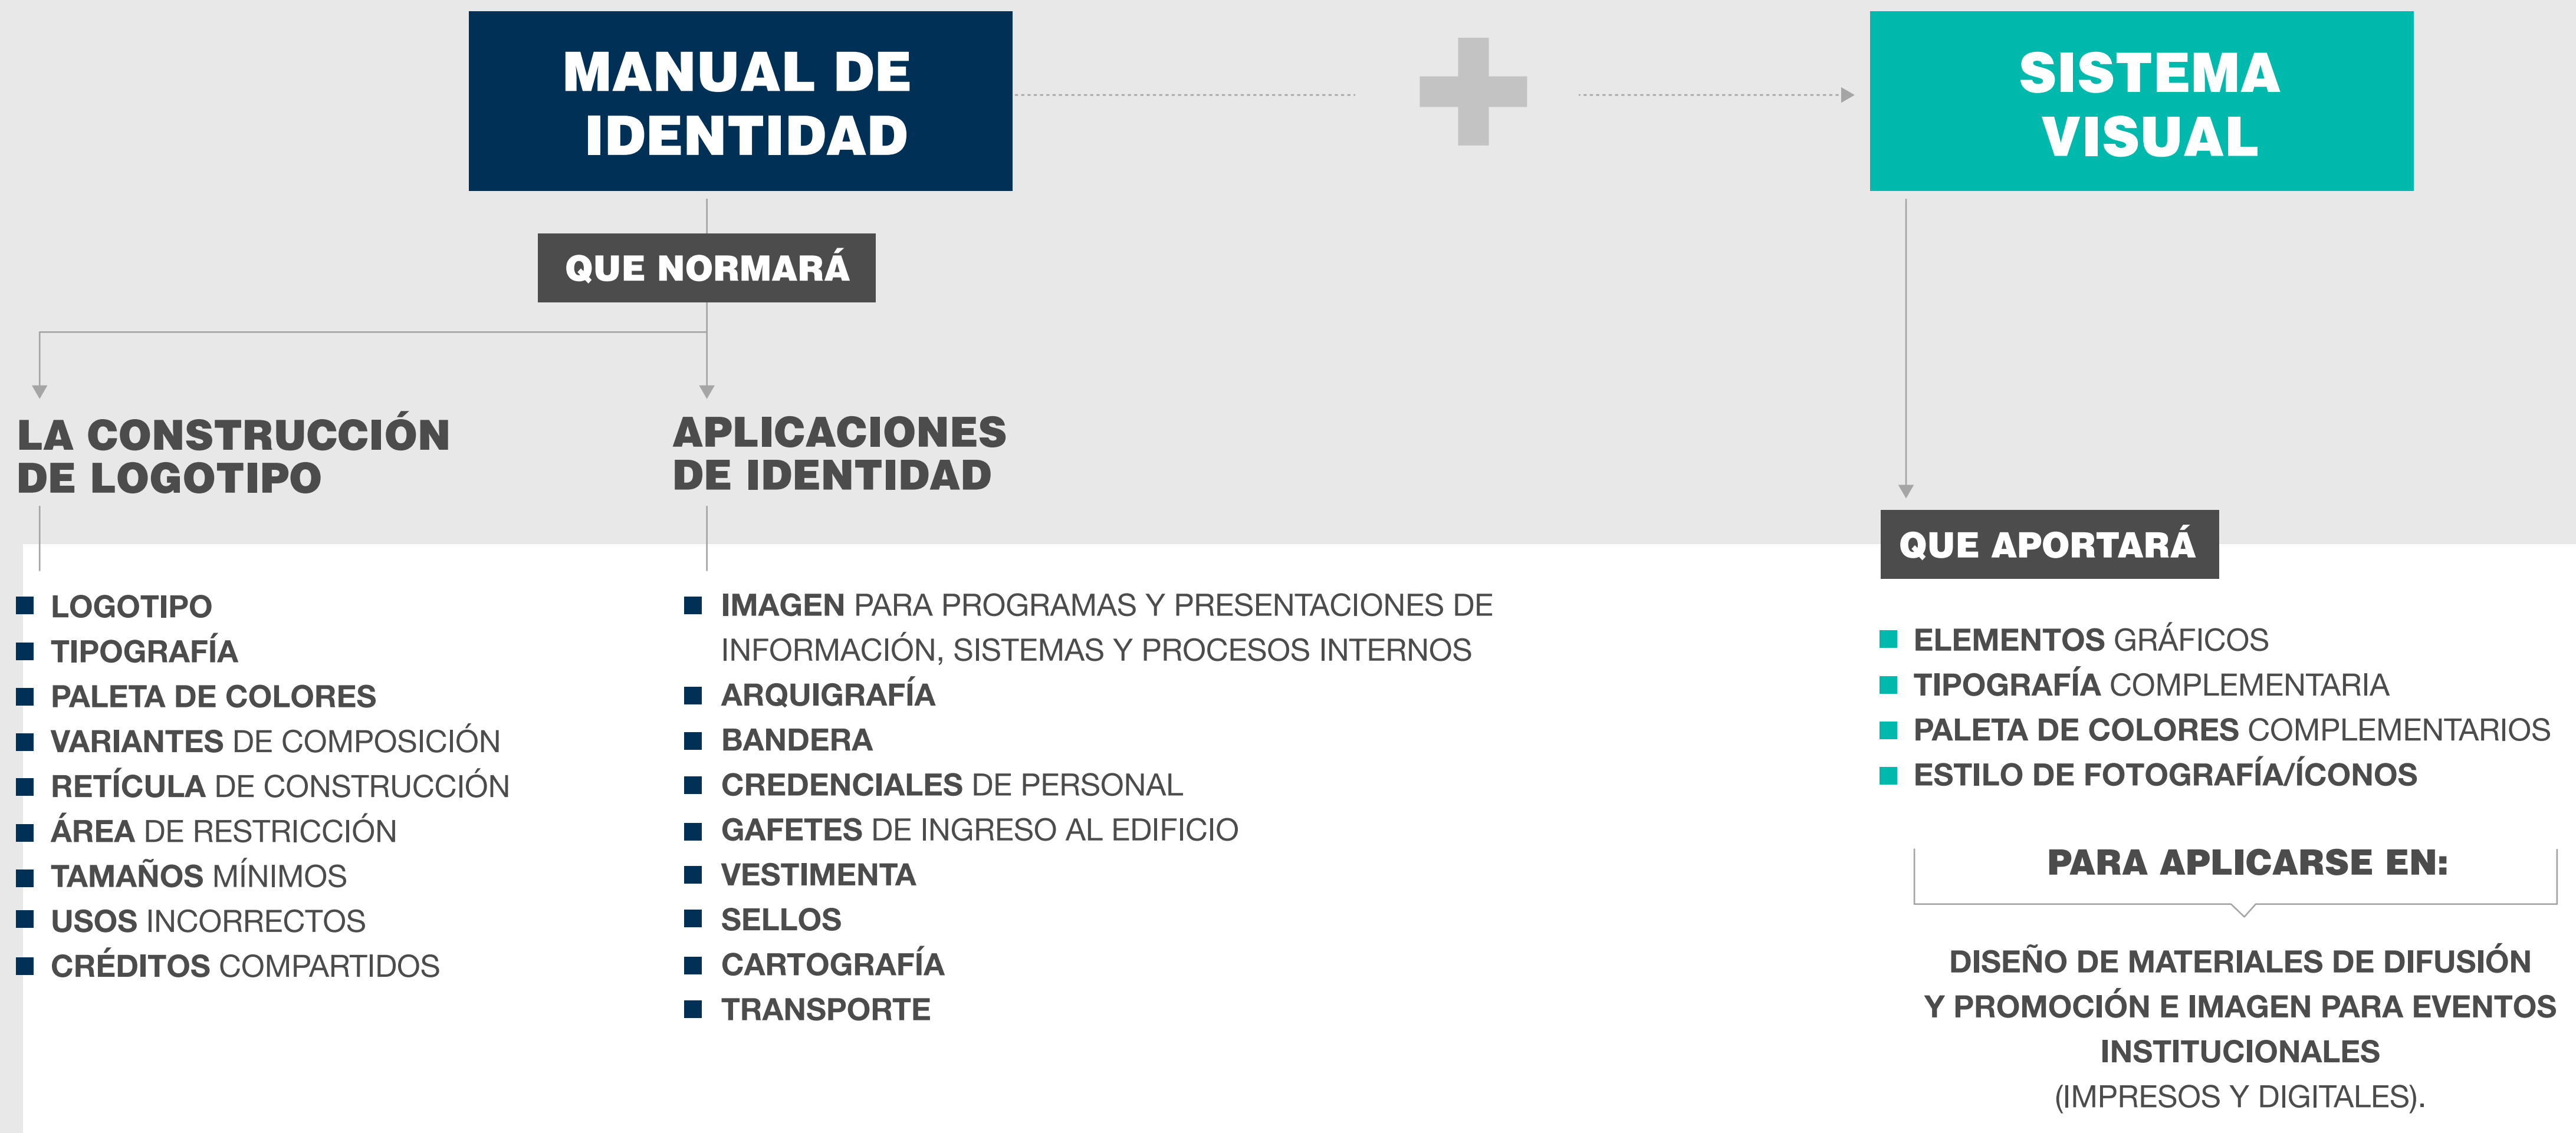 MANUAL DE
IDENTIDAD
SISTEMA
VISUAL
QUE NORMARÁ
LA CONSTRUCCIÓN
DE LOGOTIPO
LOGOTIPO
TIPOGRAFÍA
PALETA DE COLORES
VARIANTES DE COMPOSICIÓN
RETÍCULA DE CONSTRUCCIÓN
ÁREA DE RESTRICCIÓN
TAMAÑOS MÍNIMOS
USOS INCORRECTOS
CRÉDITOS COMPARTIDOS
APLICACIONES
DE IDENTIDAD
IMAGEN PARA PROGRAMAS Y PRESENTACIONES DE
INFORMACIÓN, SISTEMAS Y PROCESOS INTERNOS
ARQUIGRAFÍA
BANDERA
CREDENCIALES DE PERSONAL
GAFETES DE INGRESO AL EDIFICIO
VESTIMENTA
SELLOS
CARTOGRAFÍA
TRANSPORTE
QUE APORTARÁ
ELEMENTOS GRÁFICOS
TIPOGRAFÍA COMPLEMENTARIA
PALETA DE COLORES COMPLEMENTARIOS
ESTILO DE FOTOGRAFÍA/ÍCONOS
PARA APLICARSE EN:
DISEÑO DE MATERIALES DE DIFUSIÓN
Y PROMOCIÓN E IMAGEN PARA EVENTOS
INSTITUCIONALES
(IMPRESOS Y DIGITALES).